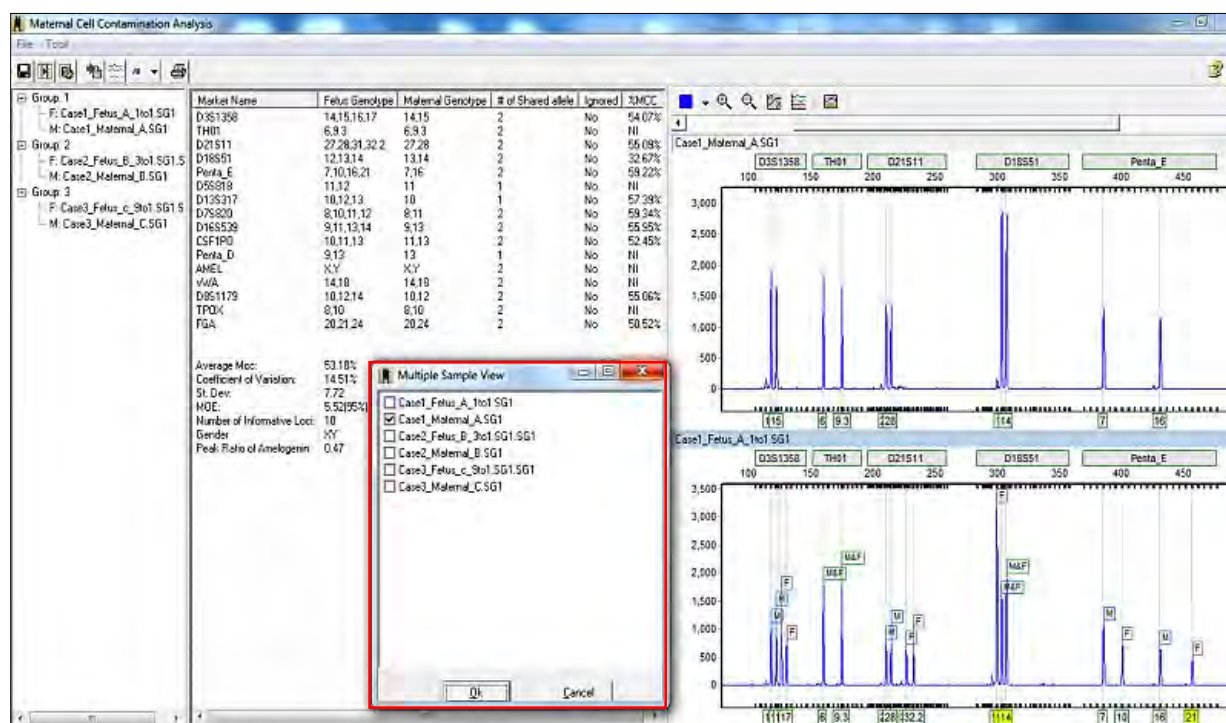 Maternal Cell Contamination Analysis
File Tool
Group: 1
F: Case1_Fetus_A_1to1.SG1
M: Case1_Maternal_A.SG1
Group: 2
F: Case2_Fetus_B_3to1.SG1.S
M: Case2_Maternal_B.SG1
Group: 3
F: Case3_Fetus_c_9to1.SG1.S
M: Case3_Maternal_C.SG1
Marker Name Fetus Genotype Maternal Genotype # of Shared allele Ignored %MCC
D3S1358 14,15,16,17 14,15 2 No 54.07%
TH01 6,9.3 6,9.3 2 No NI
D21S11 27,28,31,32.2 27,28 2 No 55.09%
D18S51 12,13,14 13,14 2 No 32.67%
Penta_E 7,10,16,21 7,16 2 No 59.22%
D5S818 11,12 11 1 No NI
D13S317 10,12,13 10 1 No 57.39%
D7S820 8,10,11,12 8,11 2 No 59.34%
D16S539 9,11,13,14 9,13 2 No 55.95%
CSF1PO 10,11,13 11,13 2 No 52.45%
Penta_D 9,13 13 1 No NI
AMEL X,Y X,Y 2 No NI
vWA 14,18 14,18 2 No NI
D8S1179 10,12,14 10,12 2 No 55.06%
TPOX 8,10 8,10 2 No NI
FGA 20,21,24 20,24 2 No 50.52%
Average Mcc: 53.18%
Coefficient of Variation: 14.51%
St. Dev: 7.72
MOE: 5.52(95%)
Number of Informative Loci: 10
Gender XY
Peak Ratio of Amelogenin: 0.47
Multiple Sample View
Case1_Fetus_A_1to1.SG1
Case1_Maternal_A.SG1
Case2_Fetus_B_3to1.SG1.SG1
Case2_Maternal_B.SG1
Case3_Fetus_c_9to1.SG1.SG1
Case3_Maternal_C.SG1
Ok Cancel
Case1_Maternal_A.SG1
D3S1358 TH01 D21S11 D18S51 Penta_E
100 150 200 250 300 350 400 450
3,000
2,500
2,000
1,500
1,000
500
0
115 6 9.3 228 114 7 16
Case1_Fetus_A_1to1.SG1
D3S1358 TH01 D21S11 D18S51 Penta_E
100 150 200 250 300 350 400 450
3,500
3,000
2,500
2,000
1,500
1,000
500
0
F
M&F M&F
F M&F M&F
M
M F M F F M F M F
11117 6 9.3 228 332.2 1114 7 10 16 21